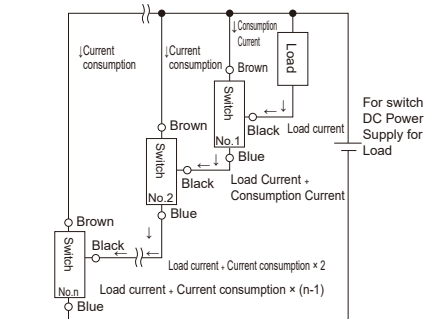 ↓Current
consumption
↓Current
consumption
↓Consumption
Current
Load
Brown
Switch
No.1
Black
Load current
← ↓
Blue
For switch
DC Power
Supply for
Load
Brown
Switch
No.2
Black
← ↓
Blue
Load Current +
Consumption Current
Brown
Switch
No.n
Black
← ←
↓
Blue
Load current + Current consumption × 2
Load current + Current consumption × (n-1)